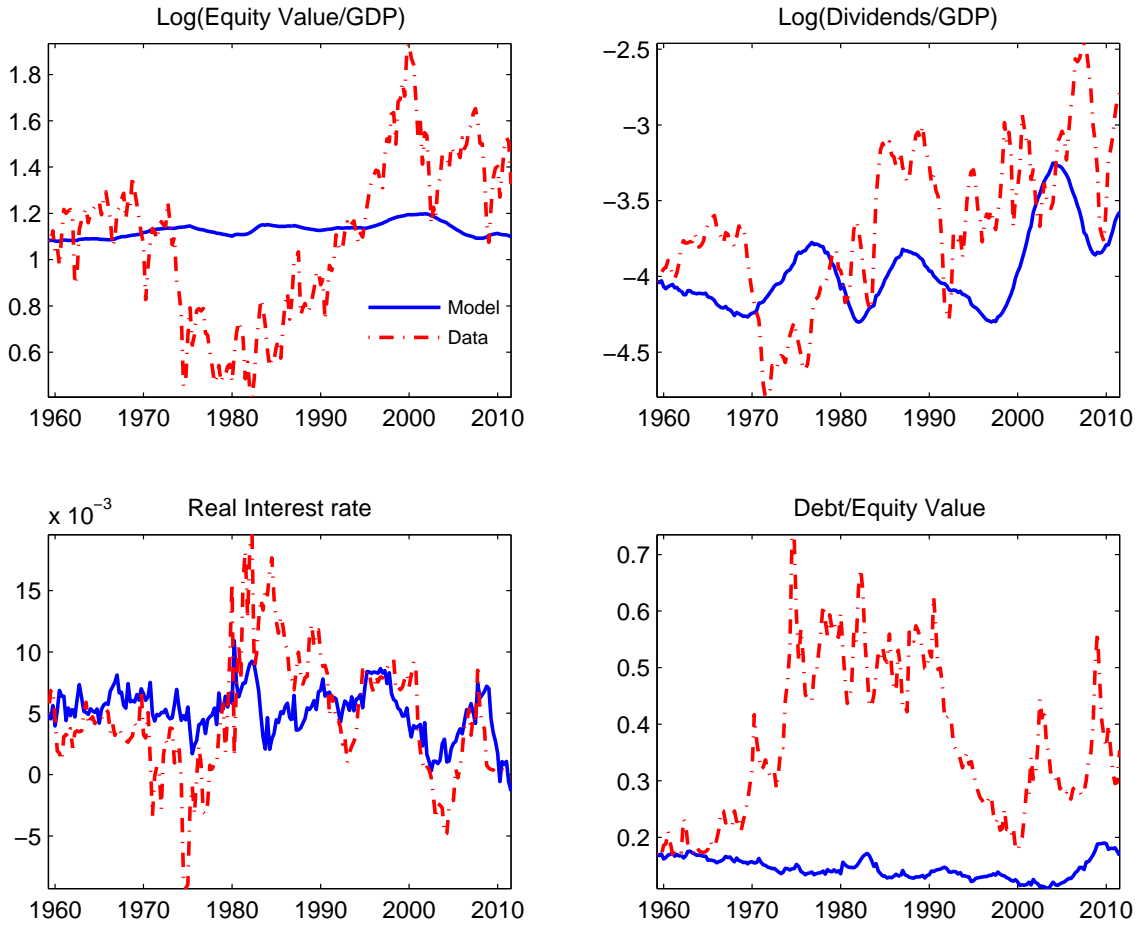 Log(Equity Value/GDP)
1.8
1.6
1.4
1.2
1
0.8
0.6
Model
Data
1960 1970 1980 1990 2000 2010
Log(Dividends/GDP)
−2.5
−3
−3.5
−4
−4.5
1960 1970 1980 1990 2000 2010
x 10−3
Real Interest rate
15
10
5
0
−5
1960 1970 1980 1990 2000 2010
Debt/Equity Value
0.7
0.6
0.5
0.4
0.3
0.2
1960 1970 1980 1990 2000 2010